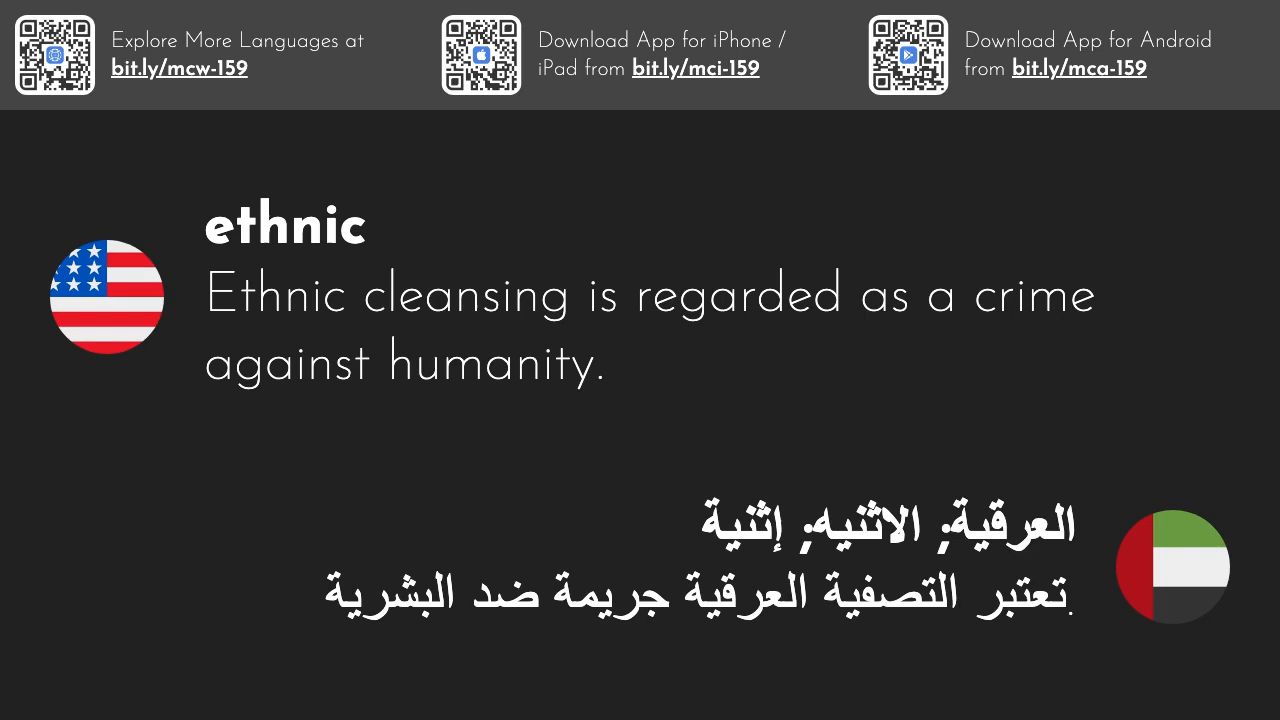 Explore More Languages at
bit.ly/mcw-159
Download App for iPhone /
iPad from bit.ly/mci-159
Download App for Android
from bit.ly/mca-159
ethnic
Ethnic cleansing is regarded as a crime
against humanity.
العرقية; الاثنيه; إثنية
.تعتبر التصفية العرقية جريمة ضد البشرية